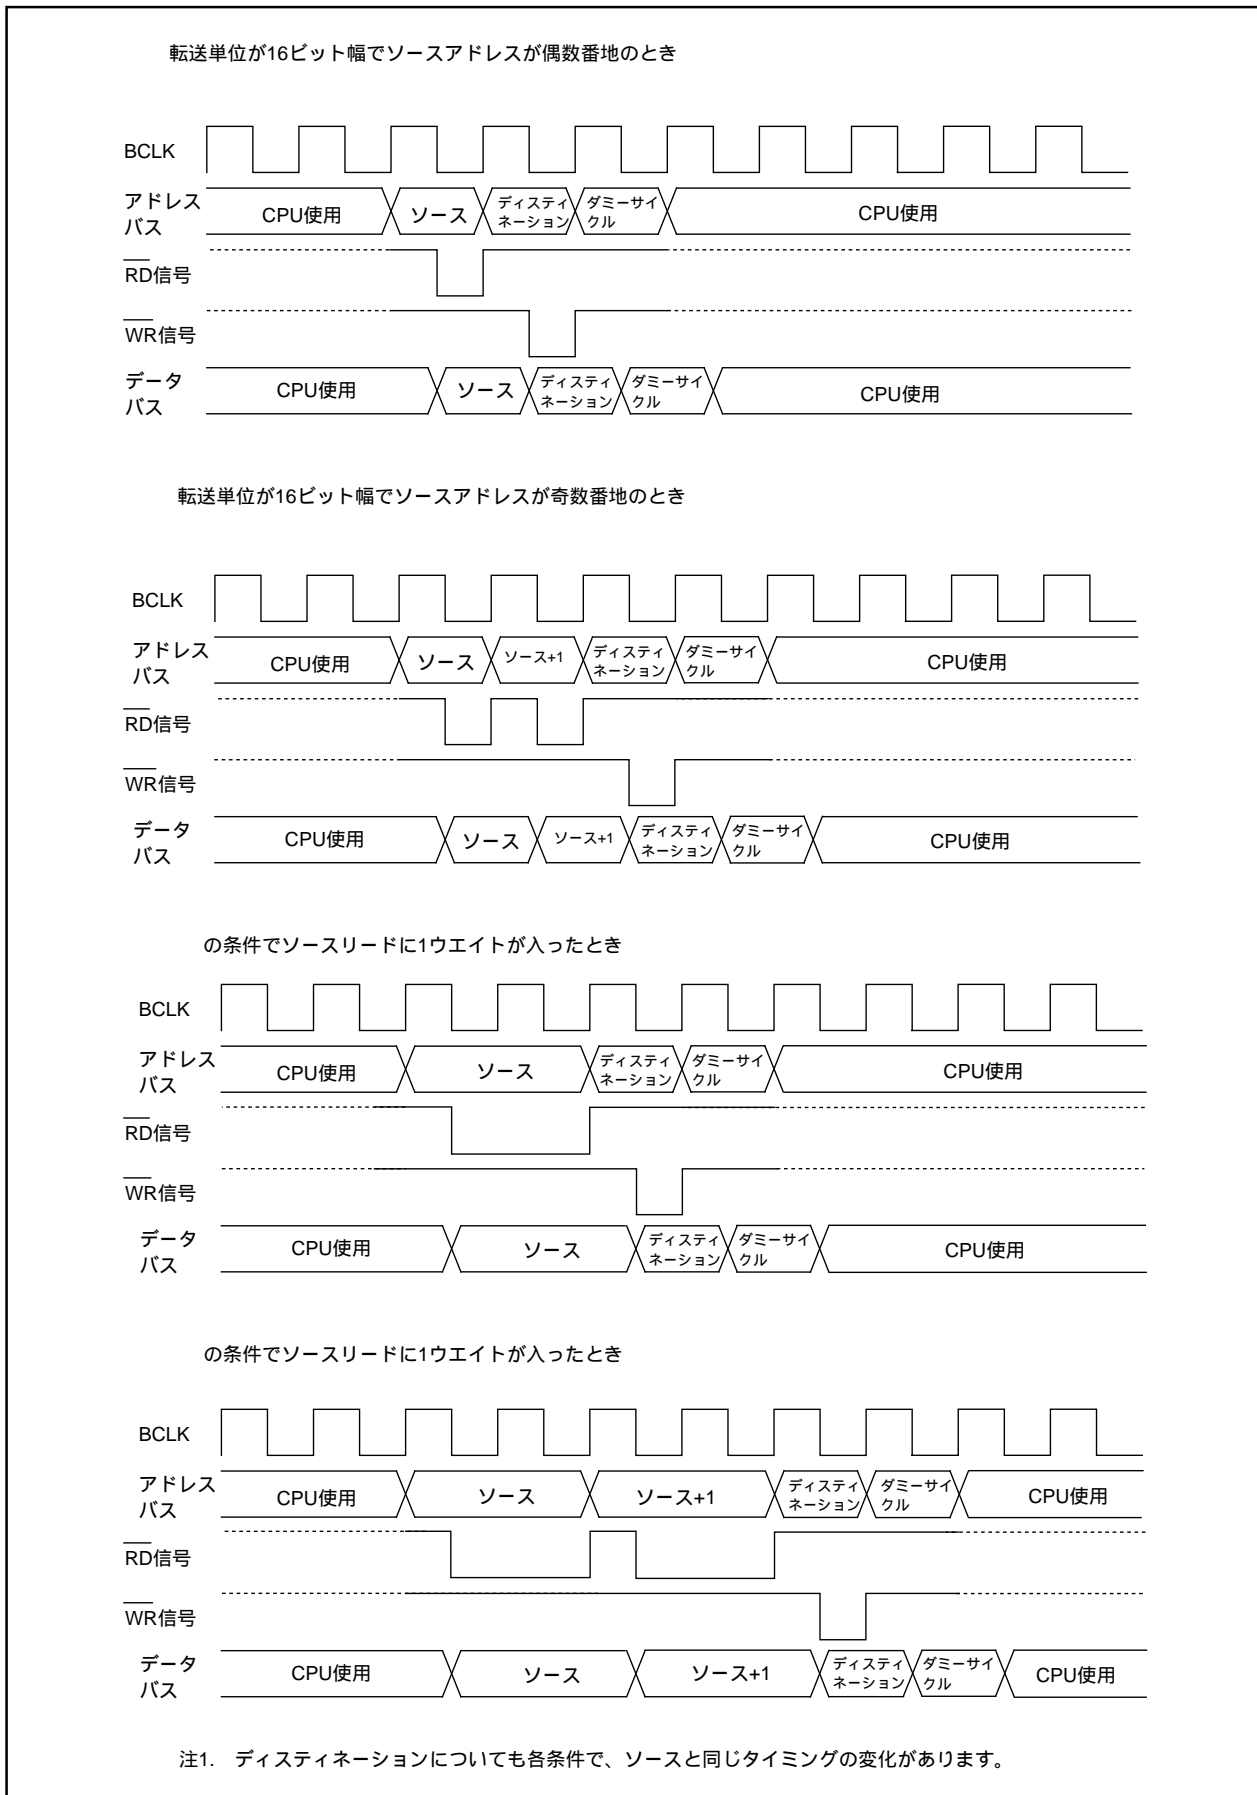 転送単位が16ビット幅でソースアドレスが偶数番地のとき
BCLK
アドレス
バス
CPU使用
ソース
ディスティ
ネーション
ダミーサイ
クル
CPU使用
RD信号
WR信号
データ
バス
CPU使用
ソース
ディスティ
ネーション
ダミーサイ
クル
CPU使用
転送単位が16ビット幅でソースアドレスが奇数番地のとき
BCLK
アドレス
バス
CPU使用
ソース
ソース+1
ディスティ
ネーション
ダミーサイ
クル
CPU使用
RD信号
WR信号
データ
バス
CPU使用
ソース
ソース+1
ディスティ
ネーション
ダミーサイ
クル
CPU使用
の条件でソースリードに1ウエイトが入ったとき
BCLK
アドレス
バス
CPU使用
ソース
ディスティ
ネーション
ダミーサイ
クル
CPU使用
RD信号
WR信号
データ
バス
CPU使用
ソース
ディスティ
ネーション
ダミーサイ
クル
CPU使用
の条件でソースリードに1ウエイトが入ったとき
BCLK
アドレス
バス
CPU使用
ソース
ソース+1
ディスティ
ネーション
ダミーサイ
クル
CPU使用
RD信号
WR信号
データ
バス
CPU使用
ソース
ソース+1
ディスティ
ネーション
ダミーサイ
クル
CPU使用
注1. ディスティネーションについても各条件で、ソースと同じタイミングの変化があります。